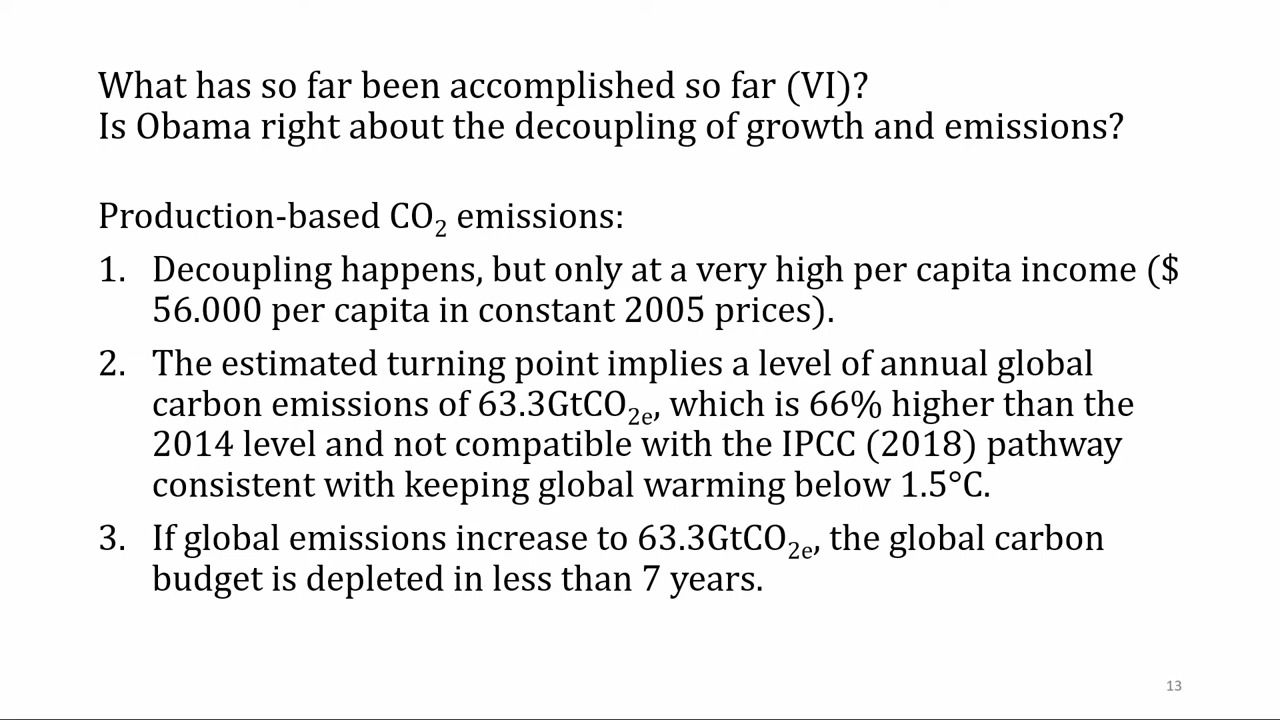 What has so far been accomplished so far (VI)?
Is Obama right about the decoupling of growth and emissions?
Production-based CO₂ emissions:
1. Decoupling happens, but only at a very high per capita income ($
56.000 per capita in constant 2005 prices).
2. The estimated turning point implies a level of annual global
carbon emissions of 63.3GtCO₂ₑ, which is 66% higher than the
2014 level and not compatible with the IPCC (2018) pathway
consistent with keeping global warming below 1.5°C.
3. If global emissions increase to 63.3GtCO₂ₑ, the global carbon
budget is depleted in less than 7 years.
13